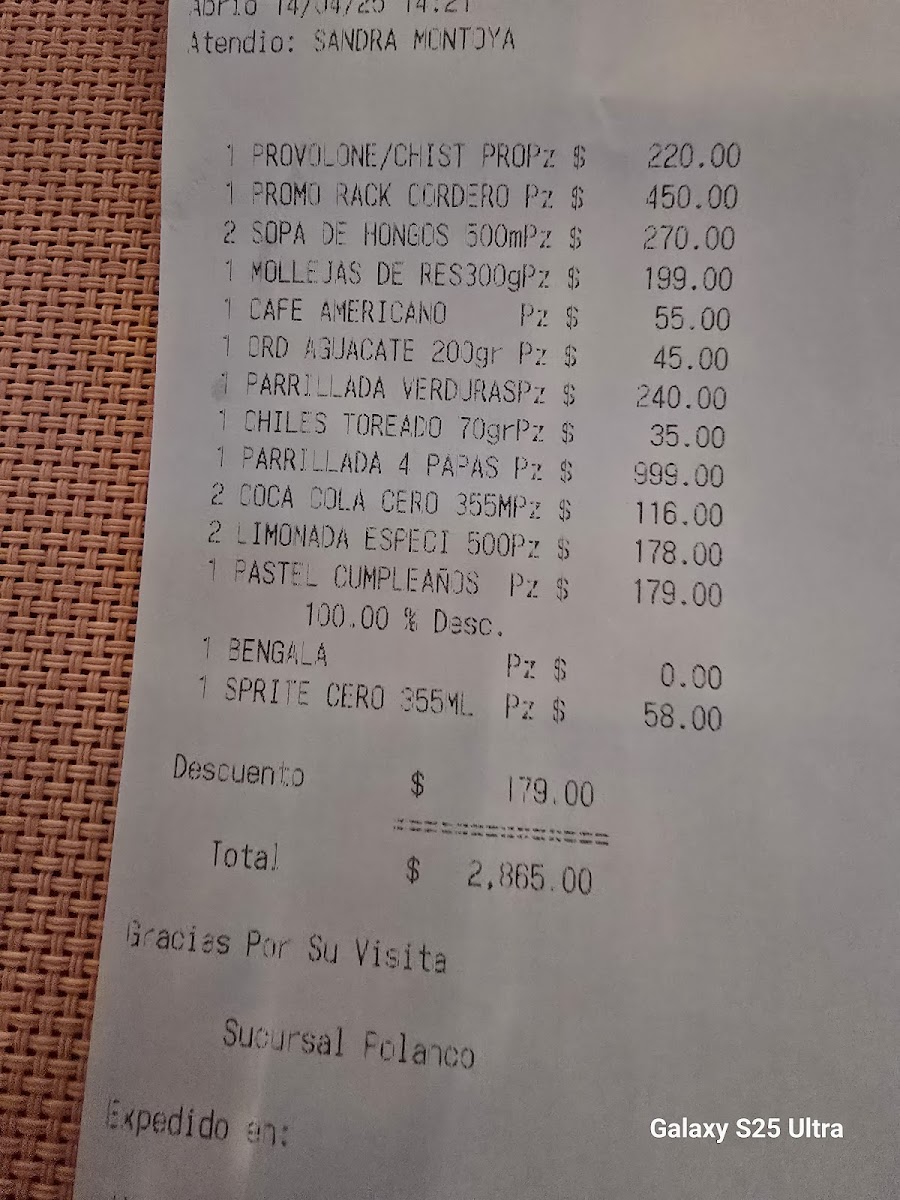 Abrio 14/04/25 14:21
Atendio: SANDRA MONTOYA
1 PROVOLONE/CHIST PROPz $ 220.00
1 PROMO RACK CORDERO Pz $ 450.00
2 SOPA DE HONGOS 500mPz $ 270.00
1 MOLLEJAS DE RES300gPz $ 199.00
1 CAFE AMERICANO Pz $ 55.00
1 ORD AGUACATE 200gr Pz $ 45.00
1 PARRILLADA VERDURASPz $ 240.00
1 CHILES TOREADO 70grPz $ 35.00
1 PARRILLADA 4 PAPAS Pz $ 999.00
2 COCA COLA CERO 355MPz $ 116.00
2 LIMONADA ESPECI 500Pz $ 178.00
1 PASTEL CUMPLEAÑOS Pz $ 179.00
100.00 % Desc.
1 BENGALA Pz $ 0.00
1 SPRITE CERO 355ML Pz $ 58.00
Descuento $ 179.00
====================
Total $ 2,865.00
Gracias Por Su Visita
Sucursal Polanco
Expedido en:
Galaxy S25 Ultra